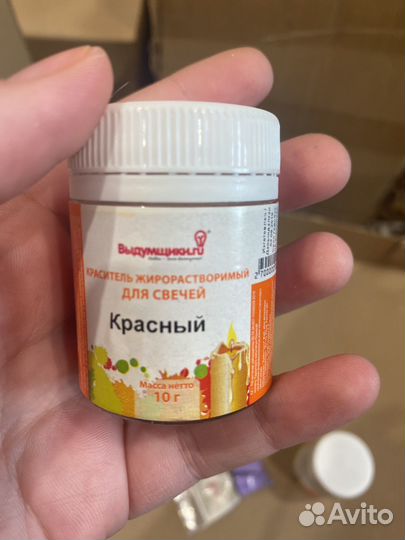 Выдумщики.ru
КРАСИТЕЛЬ ЖИРОРАСТВОРИМЫЙ
ДЛЯ СВЕЧЕЙ
Красный
Масса нетто
10 г
Avito